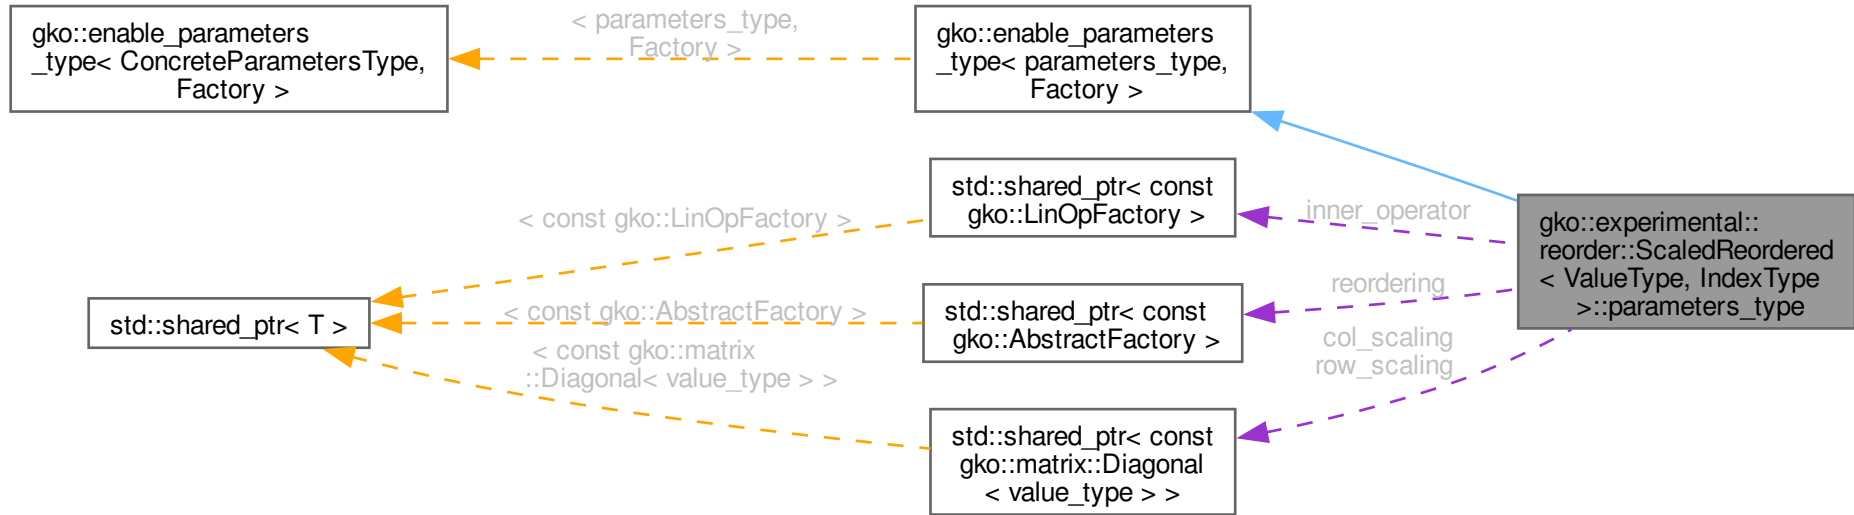 gko::enable_parameters
_type< ConcreteParametersType,
Factory >
< parameters_type,
Factory >
gko::enable_parameters
_type< parameters_type,
Factory >
std::shared_ptr< T >
< const gko::LinOpFactory >
< const gko::AbstractFactory >
< const gko::matrix
::Diagonal< value_type > >
std::shared_ptr< const
gko::LinOpFactory >
std::shared_ptr< const
gko::AbstractFactory >
std::shared_ptr< const
gko::matrix::Diagonal
< value_type > >
inner_operator
reordering
col_scaling
row_scaling
gko::experimental::
reorder::ScaledReordered
< ValueType, IndexType
>::parameters_type